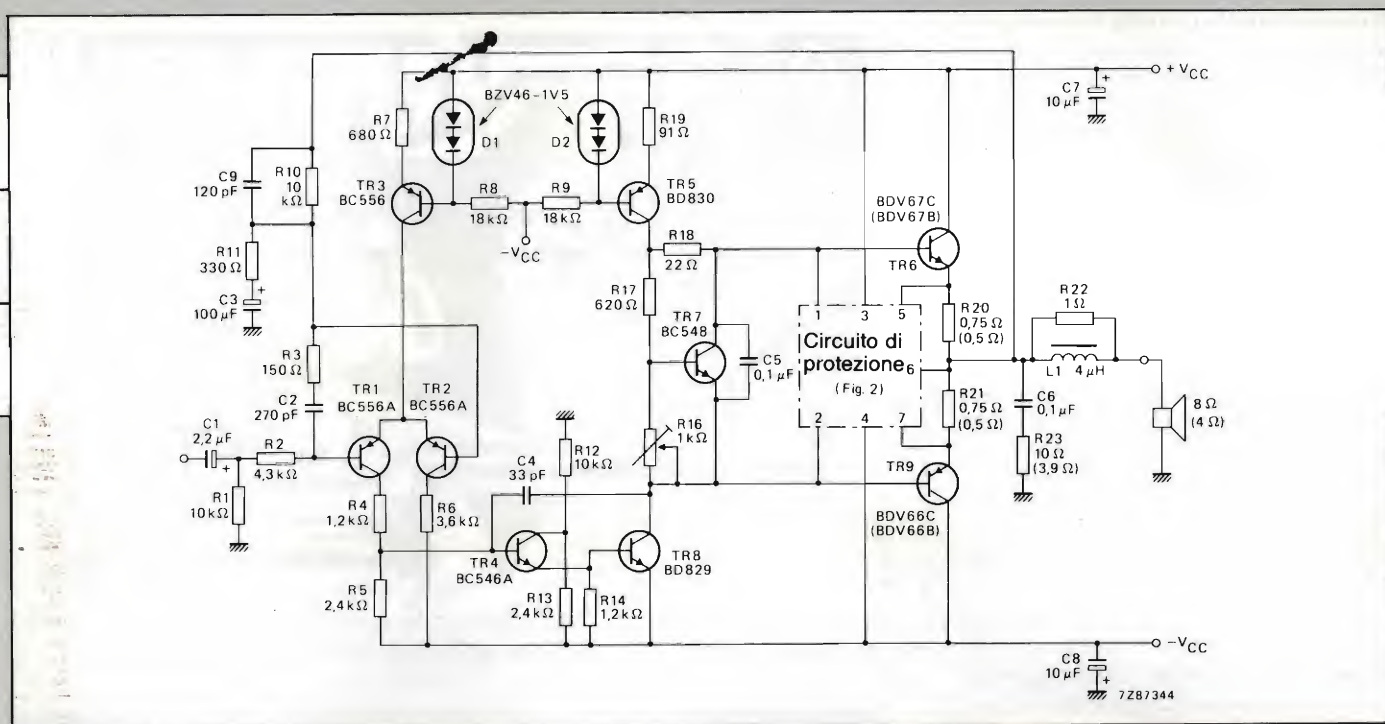 + VCC
C7
10 µF
BZV46-1V5
R7
680 Ω
D1
D2
R19
91Ω
C9
120 pF
R10
10
kΩ
TR3
BC556
R8
18 kΩ
R9
18 kΩ
TR5
BD830
-VCC
BDV67C
(BDV67B)
TR6
R11
330 Ω
C3
100 µF
+
R18
22 Ω
R17
620 Ω
TR7
BC548
C5
0,1 µF
1
3
5
Circuito di
protezione
(Fig. 2)
6
2
4
7
R20
0,75 Ω
(0,5 Ω)
R22
1Ω
L1
4 µH
R21
0,75 Ω
(0,5 Ω)
C6
0,1 µF
R23
10 Ω
(3,9 Ω)
8 Ω
(4 Ω)
R3
150 Ω
C2
270 pF
TR1
BC556A
TR2
BC556A
C1
2,2 µF
+
R2
4,3 kΩ
R1
10 kΩ
R4
1,2 kΩ
R6
3,6 kΩ
C4
33 pF
R12
10 kΩ
R16
1 kΩ
TR9
BDV66C
(BDV66B)
TR4
BC546A
TR8
BD829
R5
2,4 kΩ
R13
2,4 kΩ
R14
1,2 kΩ
-VCC
C8
10 µF
+
7Z87344